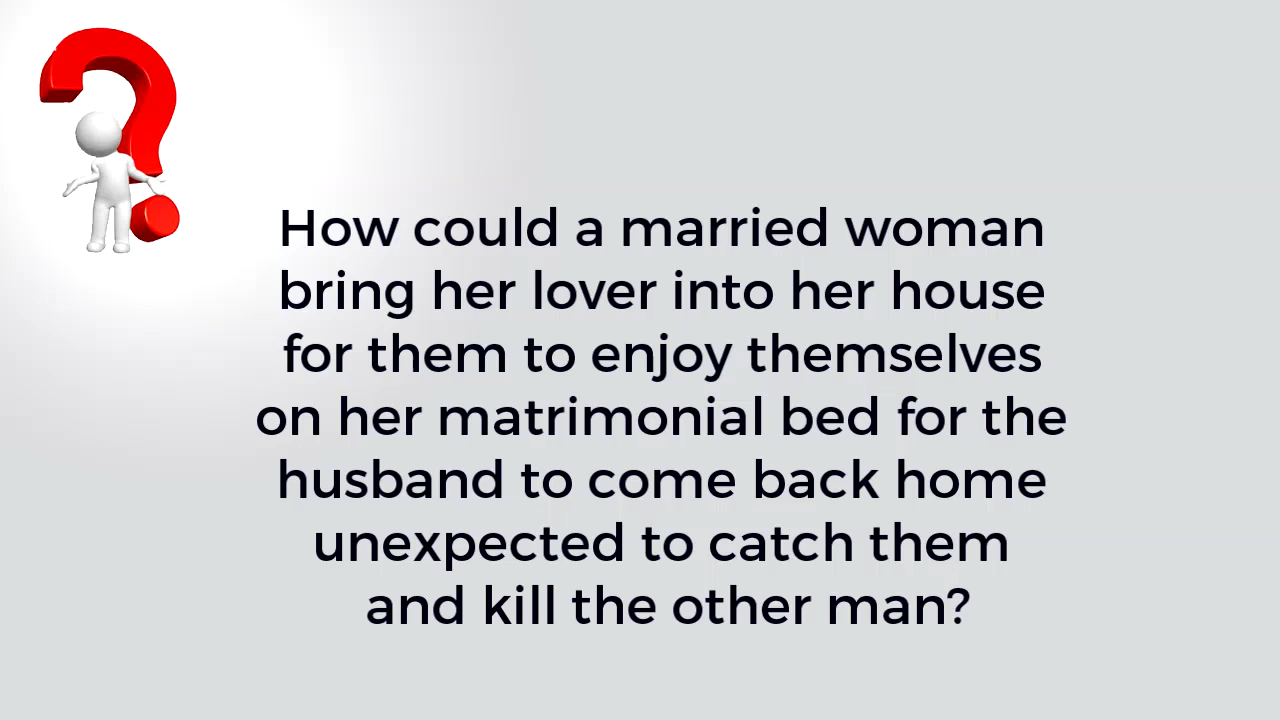 How could a married woman
bring her lover into her house
for them to enjoy themselves
on her matrimonial bed for the
husband to come back home
unexpected to catch them
and kill the other man?